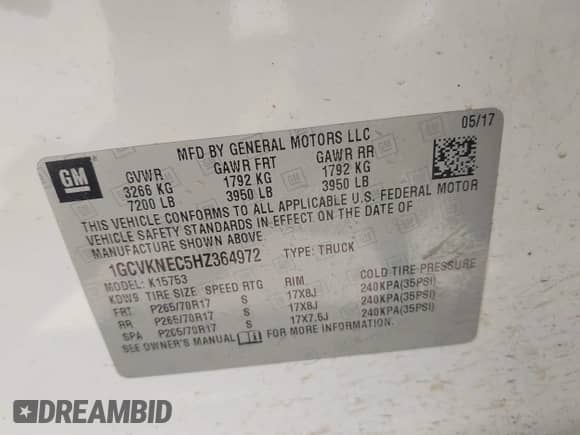 GM
MFD BY GENERAL MOTORS LLC
05/17
GVWR GAWR FRT GAWR RR
3266 KG 1792 KG 1792 KG
7200 LB 3950 LB 3950 LB
THIS VEHICLE CONFORMS TO ALL APPLICABLE U.S. FEDERAL MOTOR
VEHICLE SAFETY STANDARDS IN EFFECT ON THE DATE OF
MANUFACTURE SHOWN ABOVE.
1GCVKNEC5HZ364972 TYPE: TRUCK
MODEL: K15753
KDW9 TIRE SIZE SPEED RTG RIM COLD TIRE PRESSURE
FRT P265/70R17 S 17X8J 240KPA(35PSI)
RR P265/70R17 S 17X8J 240KPA(35PSI)
SPA P265/70R17 S 17X7.5J 240KPA(35PSI)
SEE OWNER'S MANUAL FOR MORE INFORMATION.
DREAMBID